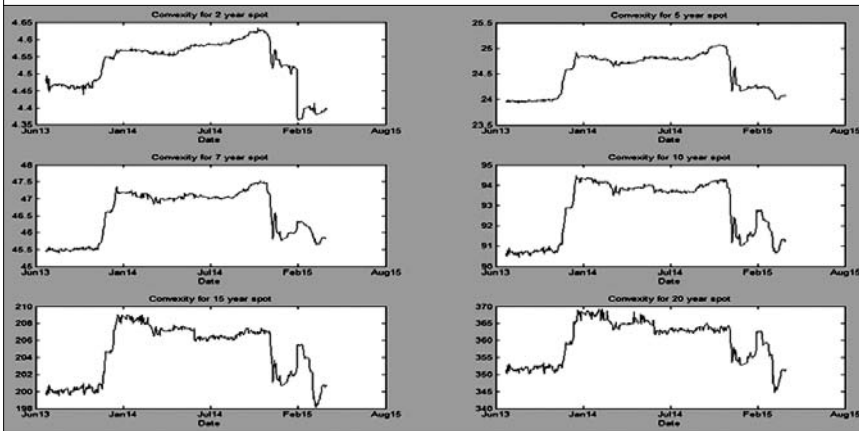 Convexity for 2 year spot
4.65
4.6
4.55
4.5
4.45
4.4
4.35
Jun13 Jan14 Jul14 Feb15 Aug15
Date
Convexity for 5 year spot
25.5
25
24.5
24
23.5
Jun13 Jan14 Jul14 Feb15 Aug15
Date
Convexity for 7 year spot
48
47.5
47
46.5
46
45.5
45
Jun13 Jan14 Jul14 Feb15 Aug15
Date
Convexity for 10 year spot
95
94
93
92
91
90
Jun13 Jan14 Jul14 Feb15 Aug15
Date
Convexity for 15 year spot
210
208
206
204
202
200
198
Jun13 Jan14 Jul14 Feb15 Aug15
Date
Convexity for 20 year spot
370
365
360
355
350
345
340
Jun13 Jan14 Jul14 Feb15 Aug15
Date